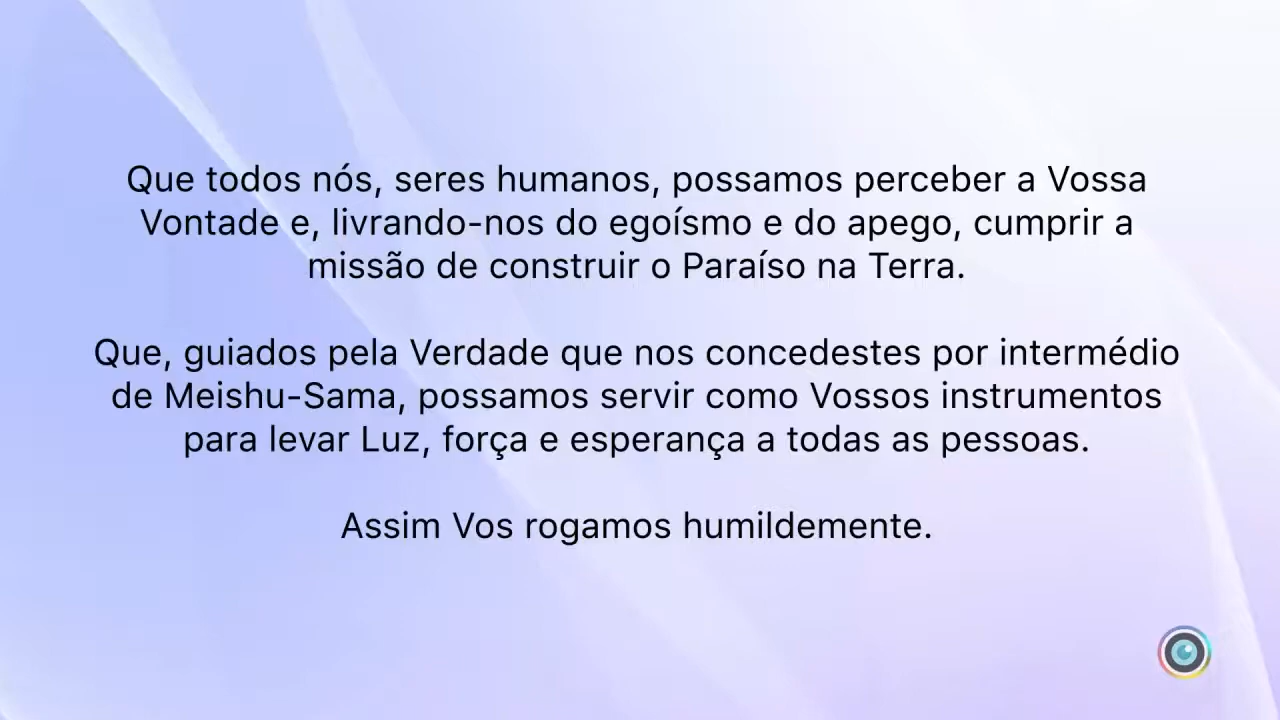 Que todos nós, seres humanos, possamos perceber a Vossa
Vontade e, livrando-nos do egoísmo e do apego, cumprir a
missão de construir o Paraíso na Terra.
Que, guiados pela Verdade que nos concedestes por intermédio
de Meishu-Sama, possamos servir como Vossos instrumentos
para levar Luz, força e esperança a todas as pessoas.
Assim Vos rogamos humildemente.